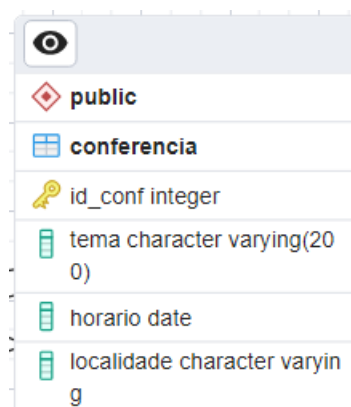 public
conferencia
id_conf integer
tema character varying(20
0)
horario date
localidade character varyin
g